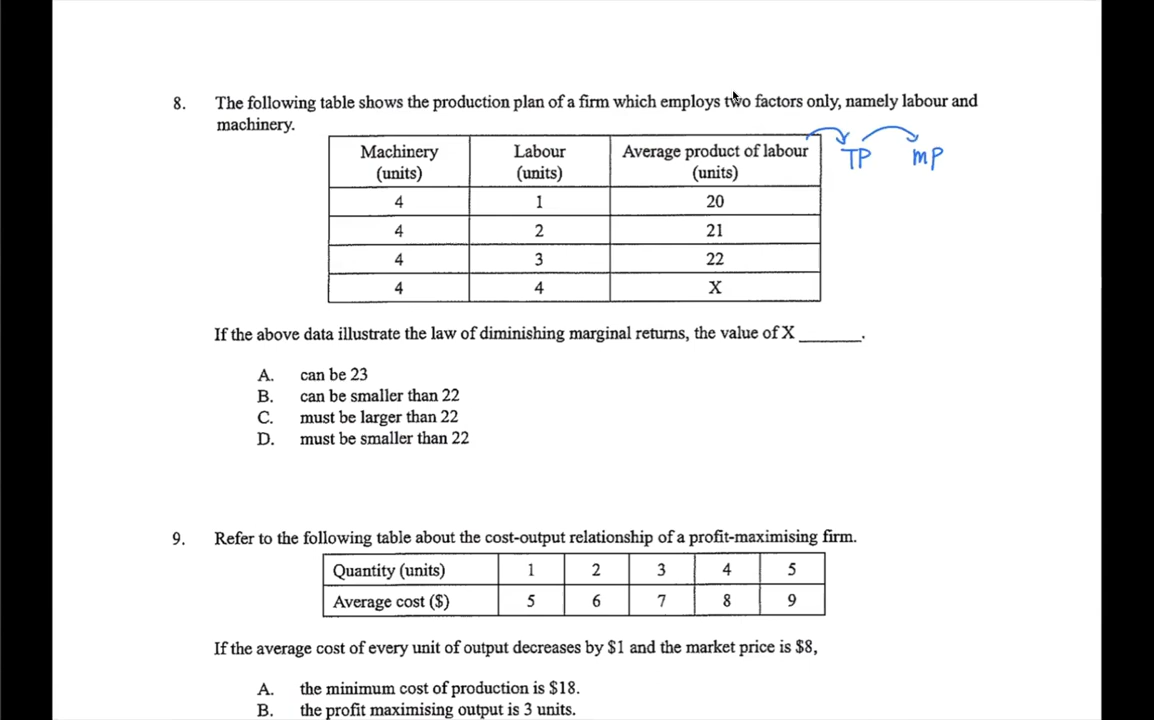 8. The following table shows the production plan of a firm which employs two factors only, namely labour and
machinery.
Machinery (units) Labour (units) Average product of labour (units) TP MP
4 1 20
4 2 21
4 3 22
4 4 X
If the above data illustrate the law of diminishing marginal returns, the value of X ______.
A. can be 23
B. can be smaller than 22
C. must be larger than 22
D. must be smaller than 22
9. Refer to the following table about the cost-output relationship of a profit-maximising firm.
Quantity (units) 1 2 3 4 5
Average cost ($) 5 6 7 8 9
If the average cost of every unit of output decreases by $1 and the market price is $8,
A. the minimum cost of production is $18.
B. the profit maximising output is 3 units.